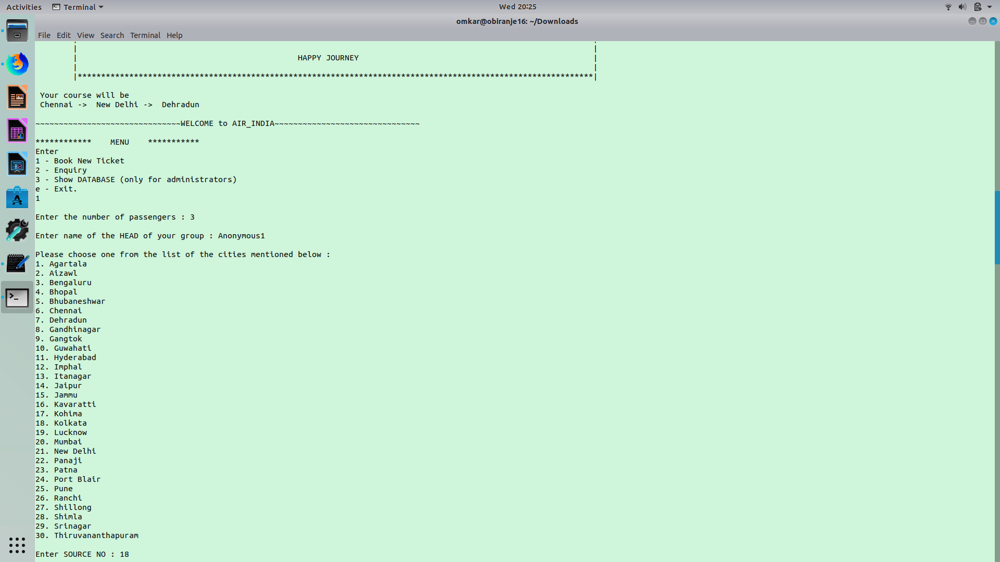 Activities Terminal Wed 20:25
omkar@obiranje16: ~/Downloads
File Edit View Search Terminal Help
| |
| HAPPY JOURNEY |
| |
|**************************************************************************************************************|
Your course will be
Chennai -> New Delhi -> Dehradun
~~~~~~~~~~~~~~~~~~~~~~~~~~~~~~~WELCOME to AIR_INDIA~~~~~~~~~~~~~~~~~~~~~~~~~~~~~~~
************ MENU ***********
Enter
1 - Book New Ticket
2 - Enquiry
3 - Show DATABASE (only for administrators)
e - Exit.
1
Enter the number of passengers : 3
Enter name of the HEAD of your group : Anonymous1
Please choose one from the list of the cities mentioned below :
1. Agartala
2. Aizawl
3. Bengaluru
4. Bhopal
5. Bhubaneshwar
6. Chennai
7. Dehradun
8. Gandhinagar
9. Gangtok
10. Guwahati
11. Hyderabad
12. Imphal
13. Itanagar
14. Jaipur
15. Jammu
16. Kavaratti
17. Kohima
18. Kolkata
19. Lucknow
20. Mumbai
21. New Delhi
22. Panaji
23. Patna
24. Port Blair
25. Pune
26. Ranchi
27. Shillong
28. Shimla
29. Srinagar
30. Thiruvananthapuram
Enter SOURCE NO : 18